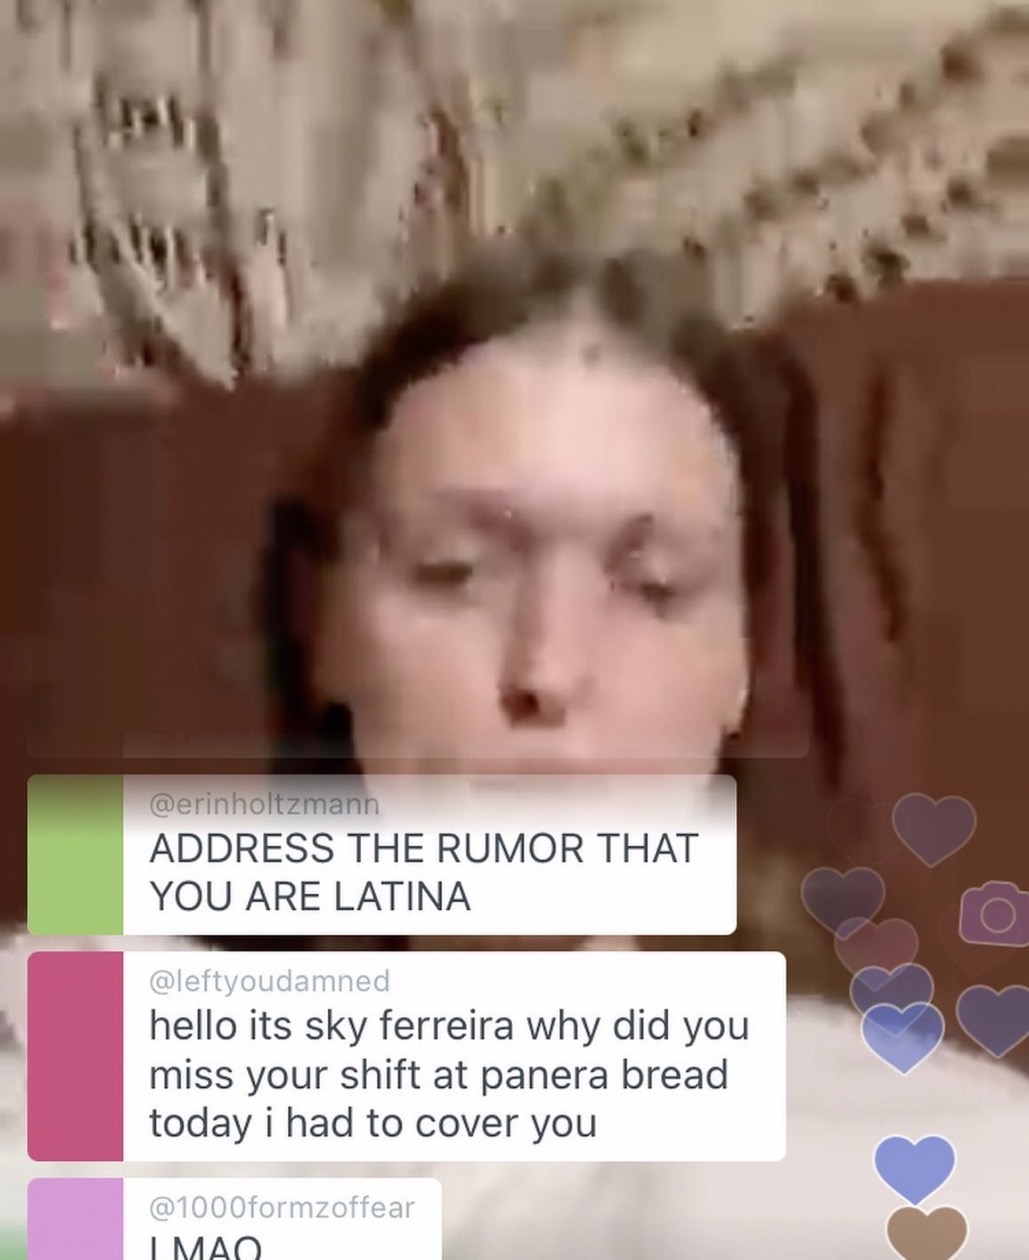 @erinholtzmann
ADDRESS THE RUMOR THAT
YOU ARE LATINA
@leftyoudamned
hello its sky ferreira why did you
miss your shift at panera bread
today i had to cover you
@1000formzoffear
LMAO